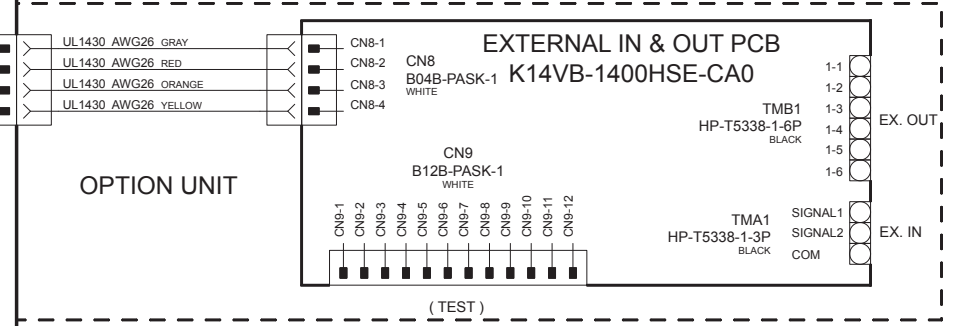 UL1430 AWG26 GRAY
UL1430 AWG26 RED
UL1430 AWG26 ORANGE
UL1430 AWG26 YELLOW
CN8-1
CN8-2
CN8-3
CN8-4
CN8
B04B-PASK-1
WHITE
EXTERNAL IN & OUT PCB
K14VB-1400HSE-CA0
TMB1
HP-T5338-1-6P
BLACK
1-1
1-2
1-3
1-4
1-5
1-6
EX. OUT
OPTION UNIT
CN9
B12B-PASK-1
WHITE
CN9-1
CN9-2
CN9-3
CN9-4
CN9-5
CN9-6
CN9-7
CN9-8
CN9-9
CN9-10
CN9-11
CN9-12
TMA1
HP-T5338-1-3P
BLACK
SIGNAL1
SIGNAL2
COM
EX. IN
( TEST )